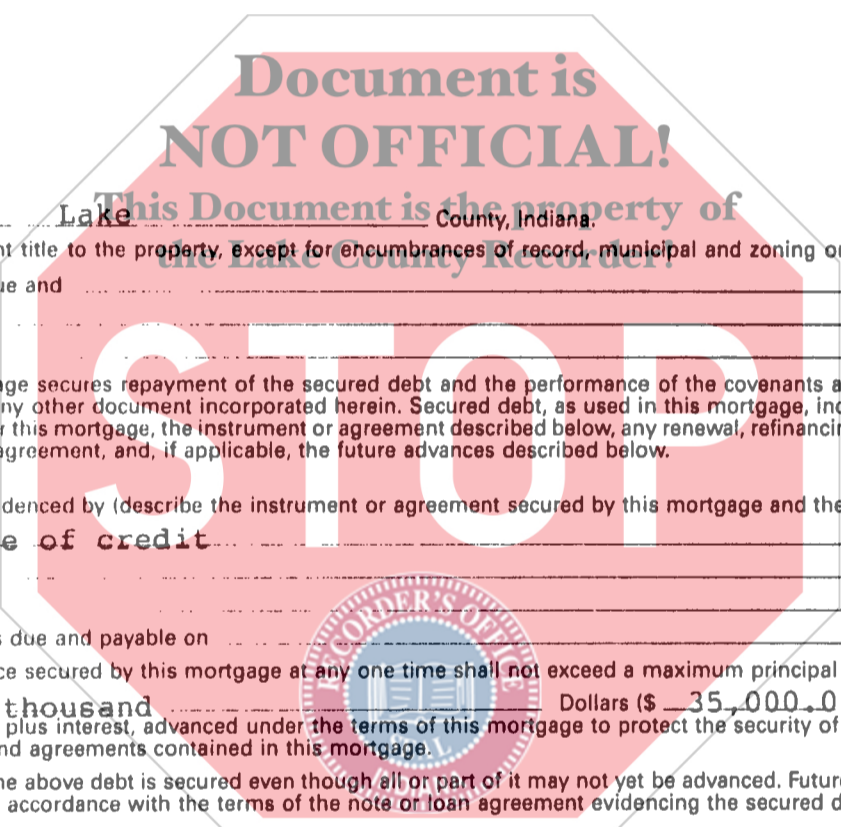 Document is
NOT OFFICIAL!
This Document is the property of
the Lake County Recorder!
Lake County, Indiana.
nt title to the property, except for encumbrances of record, municipal and zoning or
ue and
STOP
age secures repayment of the secured debt and the performance of the covenants a
ny other document incorporated herein. Secured debt, as used in this mortgage, inc
r this mortgage, the instrument or agreement described below, any renewal, refinancin
agreement, and, if applicable, the future advances described below.
denced by (describe the instrument or agreement secured by this mortgage and the
e of credit
RECORDER'S OFFICE
s due and payable on
ce secured by this mortgage at any one time shall not exceed a maximum principal
thousand Dollars ($ 35,000.0
plus interest, advanced under the terms of this mortgage to protect the security of
nd agreements contained in this mortgage.
SEAL
INDIANA
he above debt is secured even though all or part of it may not yet be advanced. Future
accordance with the terms of the note or loan agreement evidencing the secured d